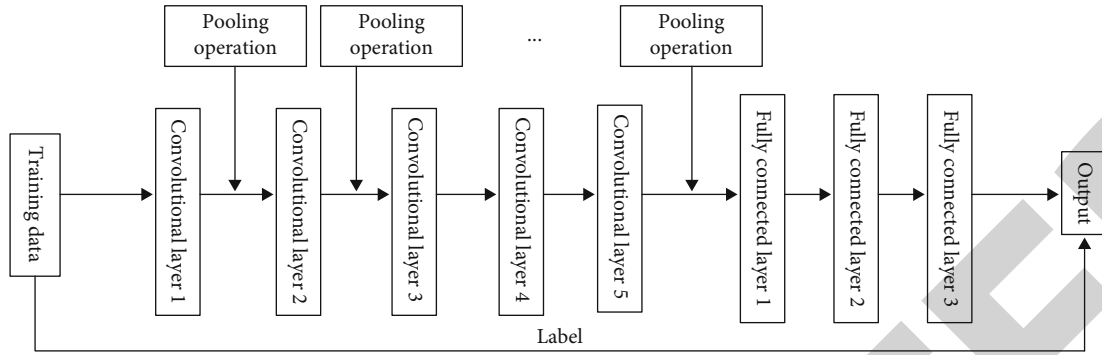 Pooling
operation
Pooling
operation
...
Pooling
operation
Training data
Convolutional layer 1
Convolutional layer 2
Convolutional layer 3
Convolutional layer 4
Convolutional layer 5
Fully connected layer 1
Fully connected layer 2
Fully connected layer 3
Output
Label